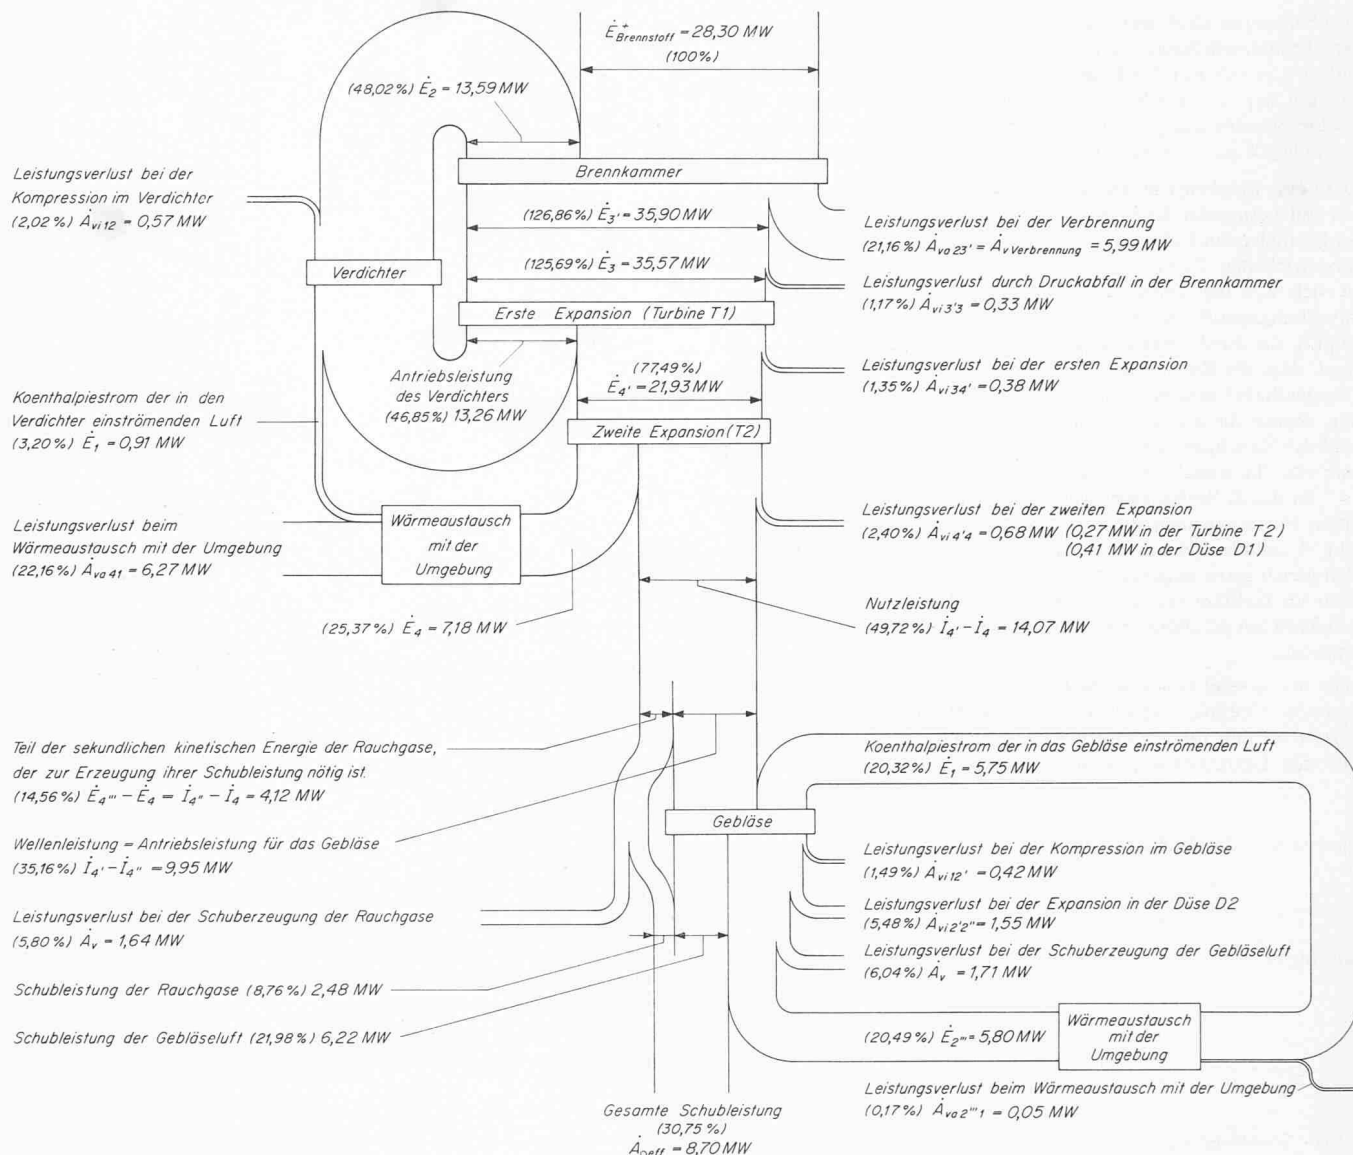 Ė⁺Brennstoff = 28,30 MW
(100%)
(48,02%) Ė₂ = 13,59 MW
Brennkammer
Leistungsverlust bei der
Kompression im Verdichter
(2,02%) Ȧvi12 = 0,57 MW
(126,86%) Ė₃' = 35,90 MW
Leistungsverlust bei der Verbrennung
(21,16%) Ȧva23' = Ȧv Verbrennung = 5,99 MW
Verdichter
(125,69%) Ė₃ = 35,57 MW
Leistungsverlust durch Druckabfall in der Brennkammer
(1,17%) Ȧvi3'3 = 0,33 MW
Erste Expansion (Turbine T1)
Antriebsleistung
des Verdichters
(46,85%) 13,26 MW
(77,49%)
Ė₄' = 21,93 MW
Leistungsverlust bei der ersten Expansion
(1,35%) Ȧvi34' = 0,38 MW
Koenthalpiestrom der in den
Verdichter einströmenden Luft
(3,20%) Ė₁ = 0,91 MW
Zweite Expansion (T2)
Leistungsverlust beim
Wärmeaustausch mit der Umgebung
(22,16%) Ȧva41 = 6,27 MW
Wärmeaustausch
mit der
Umgebung
Leistungsverlust bei der zweiten Expansion
(2,40%) Ȧvi4'4 = 0,68 MW (0,27 MW in der Turbine T2)
(0,41 MW in der Düse D1)
(25,37%) Ė₄ = 7,18 MW
Nutzleistung
(49,72%) İ₄' − İ₄ = 14,07 MW
Teil der sekundlichen kinetischen Energie der Rauchgase,
der zur Erzeugung ihrer Schubleistung nötig ist.
(14,56%) Ė₄''' − Ė₄ = İ₄'' − İ₄ = 4,12 MW
Koenthalpiestrom der in das Gebläse einströmenden Luft
(20,32%) Ė₁ = 5,75 MW
Gebläse
Wellenleistung = Antriebsleistung für das Gebläse
(35,16%) İ₄' − İ₄'' = 9,95 MW
Leistungsverlust bei der Kompression im Gebläse
(1,49%) Ȧvi12' = 0,42 MW
Leistungsverlust bei der Schuberzeugung der Rauchgase
(5,80%) Ȧv = 1,64 MW
Leistungsverlust bei der Expansion in der Düse D2
(5,48%) Ȧvi2'2'' = 1,55 MW
Leistungsverlust bei der Schuberzeugung der Gebläseluft
(6,04%) Ȧv = 1,71 MW
Schubleistung der Rauchgase (8,76%) 2,48 MW
Schubleistung der Gebläseluft (21,98%) 6,22 MW
(20,49%) Ė₂''' = 5,80 MW
Wärmeaustausch
mit der
Umgebung
Leistungsverlust beim Wärmeaustausch mit der Umgebung
(0,17%) Ȧva2'''1 = 0,05 MW
Gesamte Schubleistung
(30,75%)
Ȧpeff = 8,70 MW